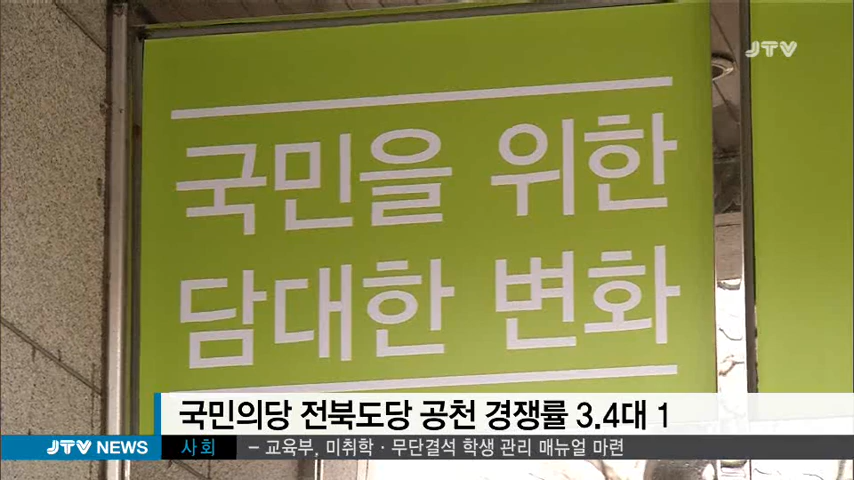 JTV
국민을 위한
담대한 변화
국민의당 전북도당 공천 경쟁률 3.4대 1
JTV NEWS 사회 - 교육부, 미취학·무단결석 학생 관리 매뉴얼 마련